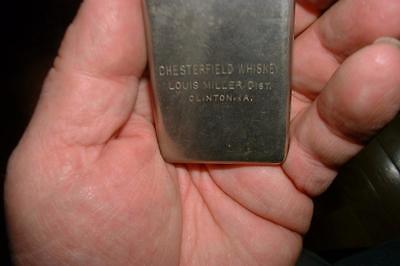 CHESTERFIELD WHISKEY
LOUIS MILLER DIST.
CLINTON, IA.